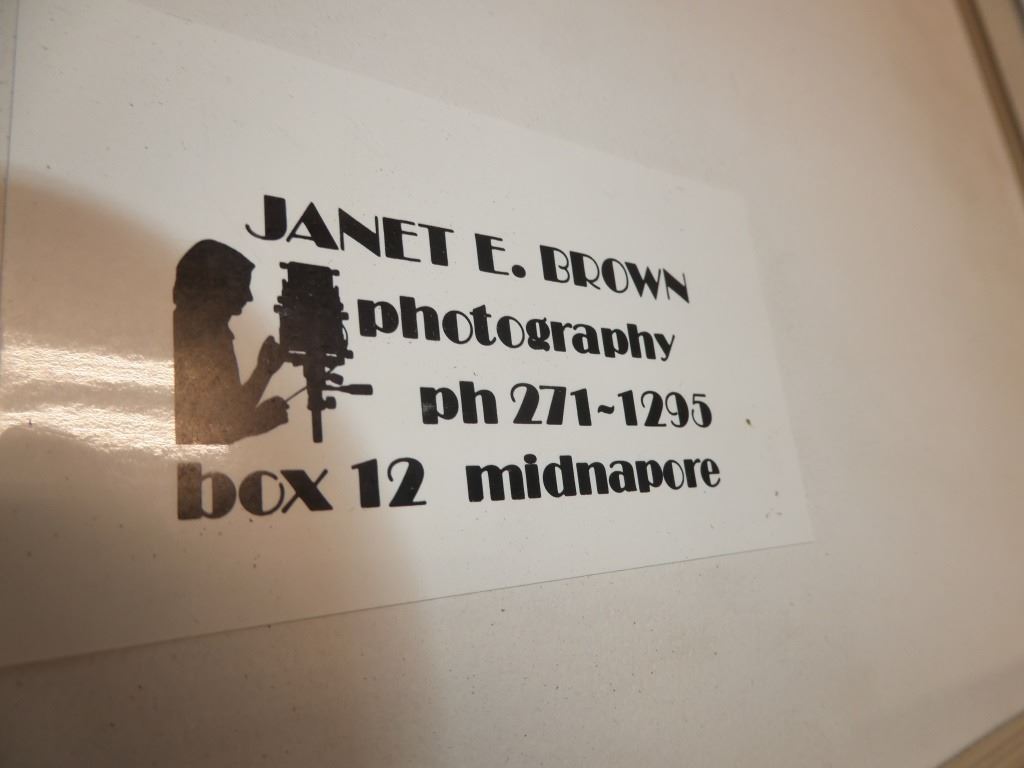 JANET E. BROWN
photography
ph 271~1295
box 12 midnapore